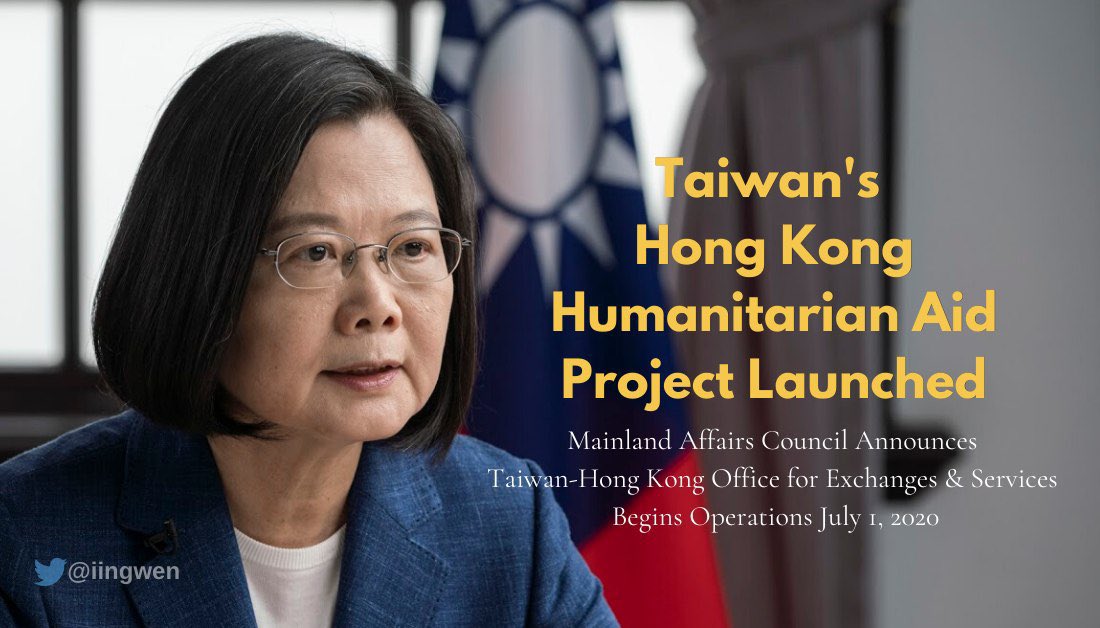 Taiwan's
Hong Kong
Humanitarian Aid
Project Launched
Mainland Affairs Council Announces
Taiwan-Hong Kong Office for Exchanges & Services
Begins Operations July 1, 2020
@iingwen